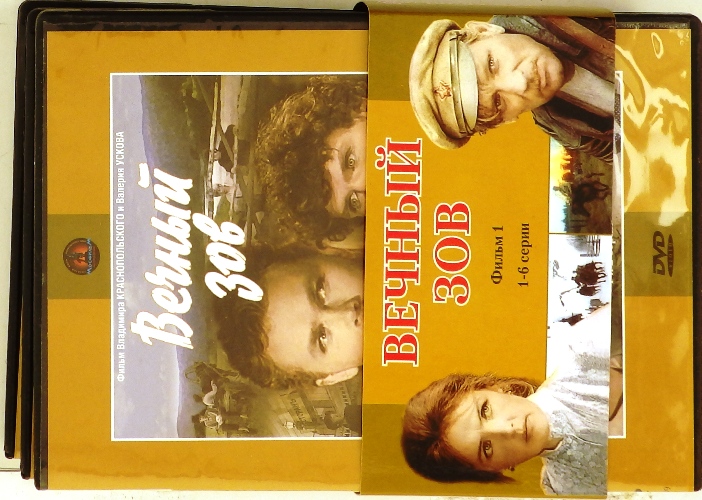 Фильм Владимира КРАСНОПОЛЬСКОГО и Валерия УСКОВА
Вечный
зов
ВЕЧНЫЙ
ЗОВ
Фильм 1
1-6 серии
DVD